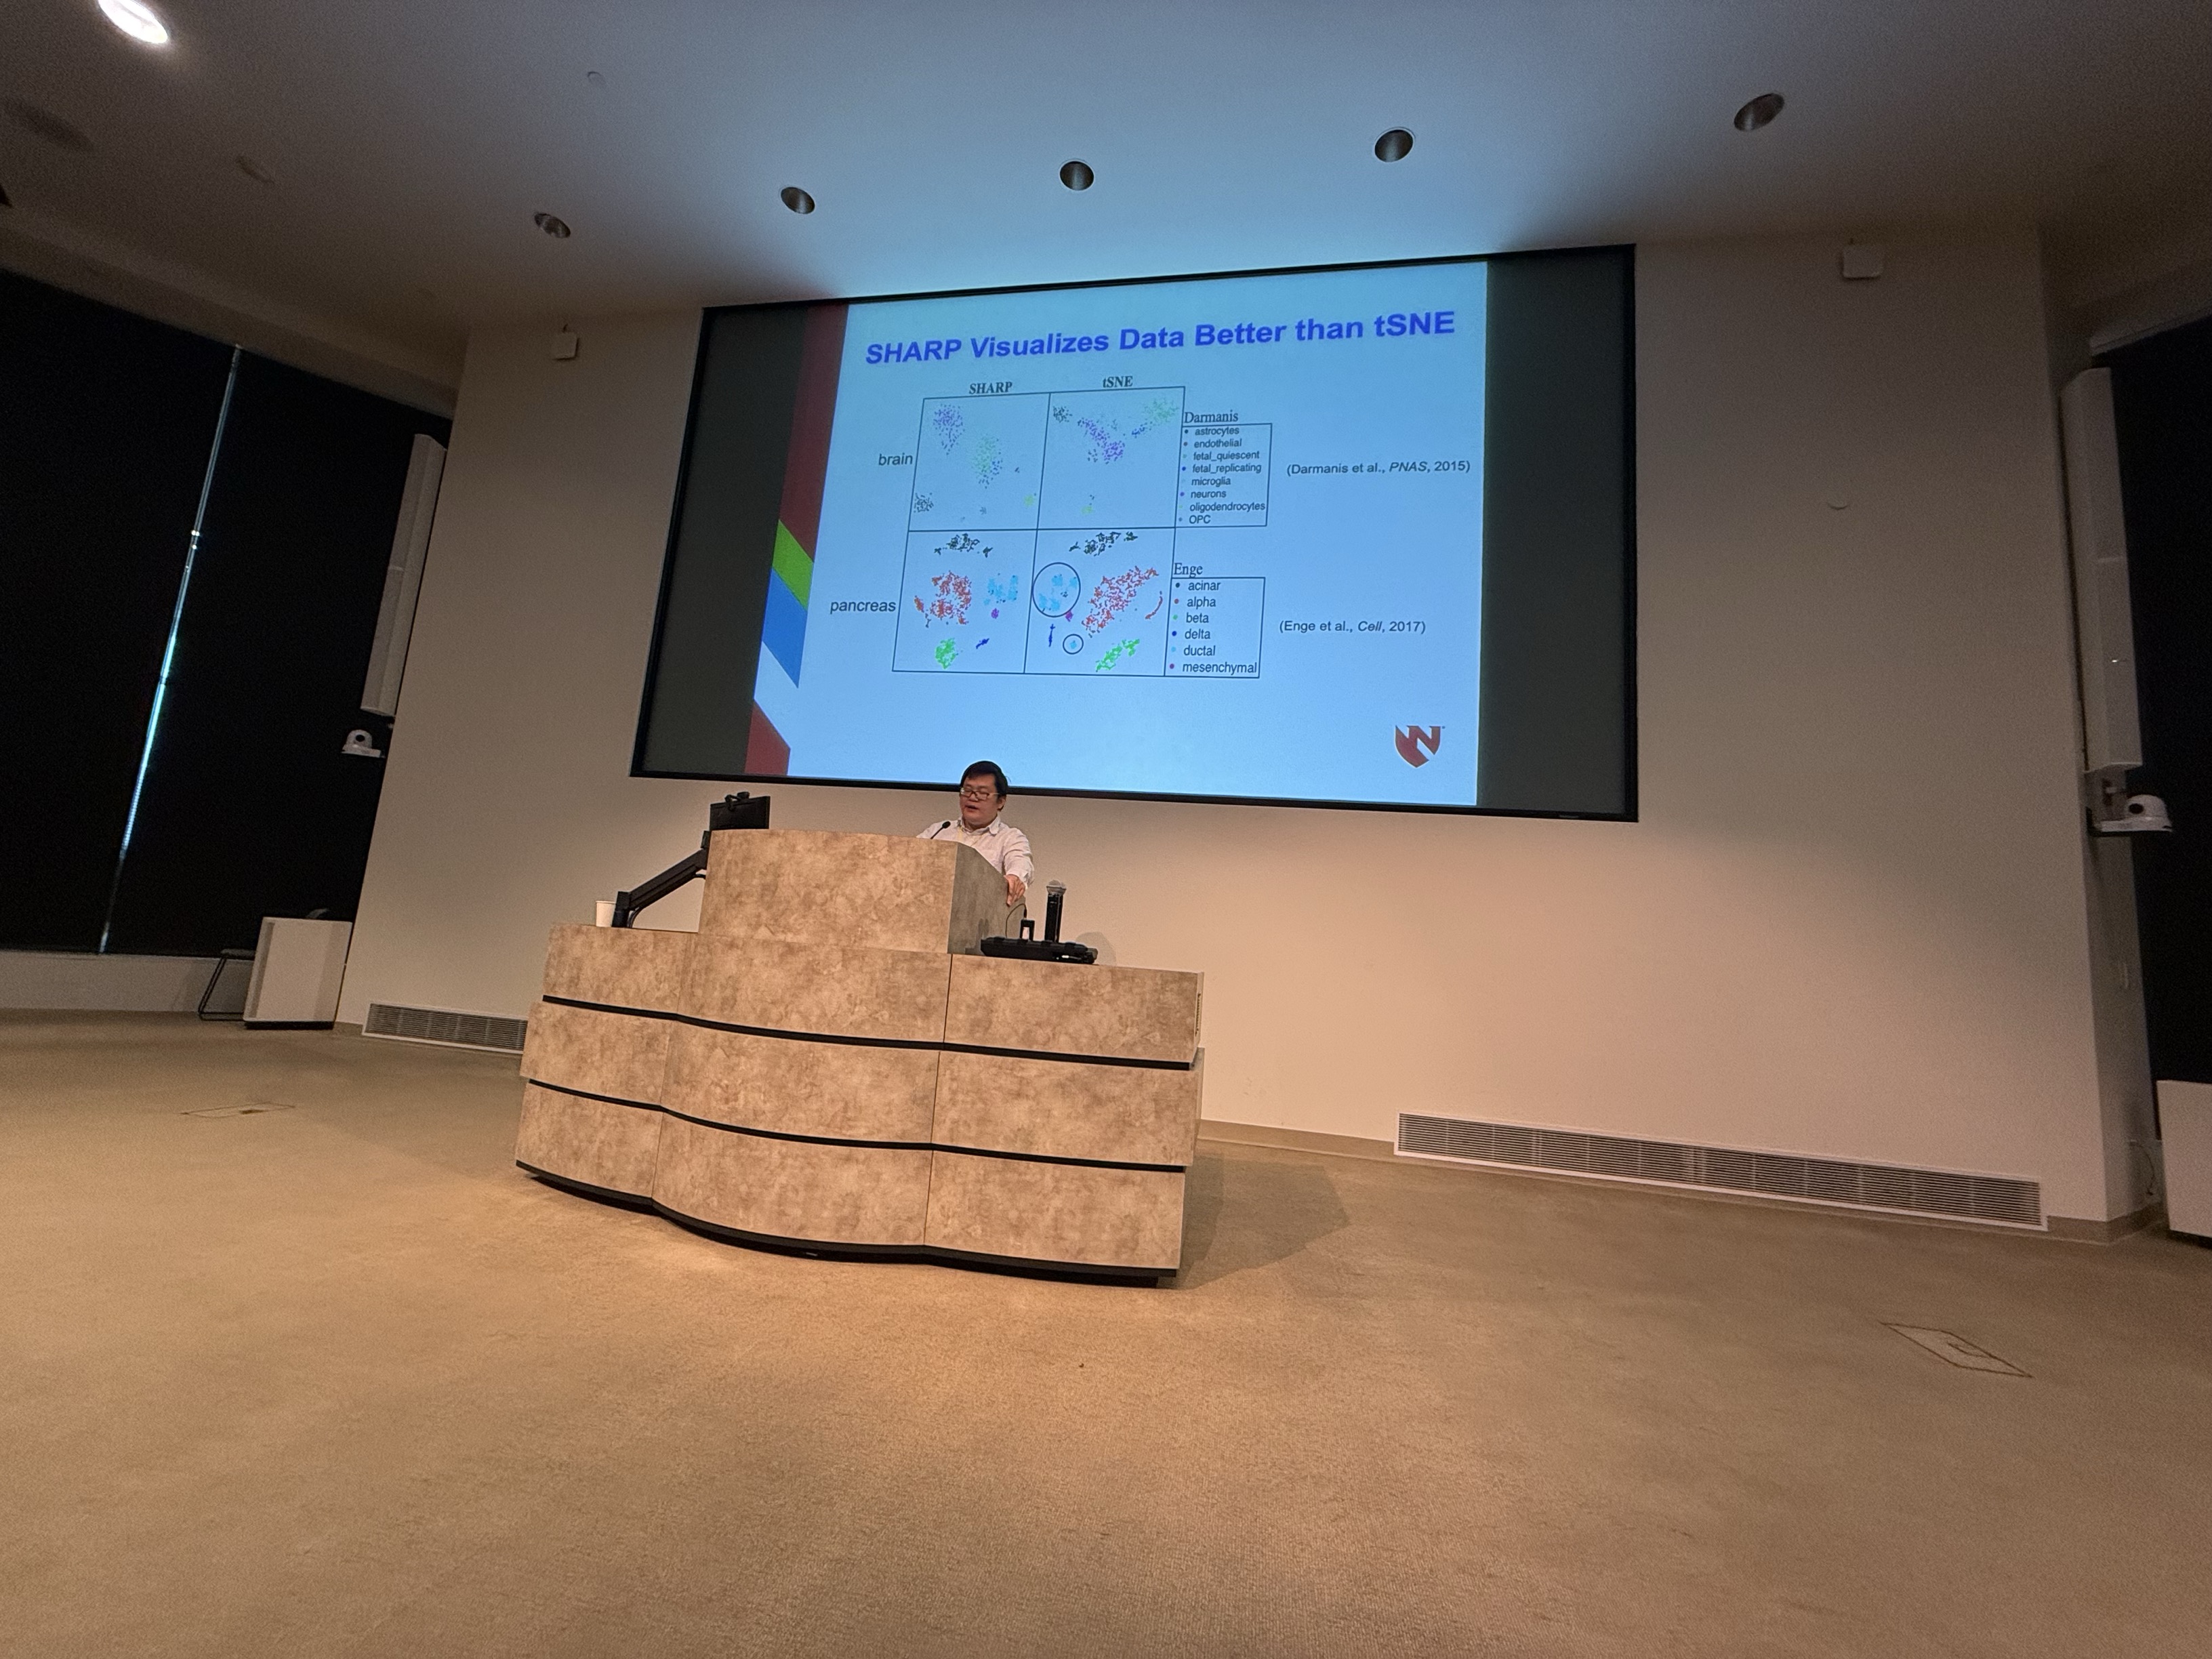 SHARP Visualizes Data Better than tSNE
SHARP
tSNE
brain
Darmanis
astrocytes
endothelial
fetal_quiescent
fetal_replicating
microglia
neurons
oligodendrocytes
OPC
(Darmanis et al., PNAS, 2015)
pancreas
Enge
acinar
alpha
beta
delta
ductal
mesenchymal
(Enge et al., Cell, 2017)
N